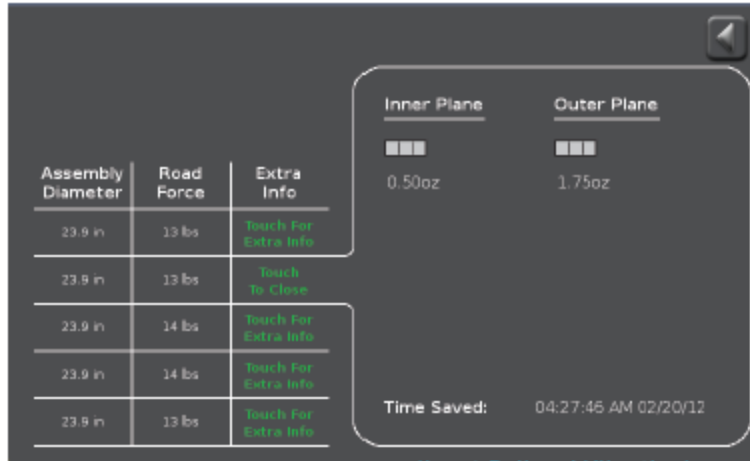 Inner Plane Outer Plane
0.50oz 1.75oz
Assembly Diameter Road Force Extra Info
23.9 in 13 lbs Touch For Extra Info
23.9 in 13 lbs Touch To Close
23.9 in 14 lbs Touch For Extra Info
23.9 in 14 lbs Touch For Extra Info
23.9 in 13 lbs Touch For Extra Info
Time Saved: 04:27:46 AM 02/20/12